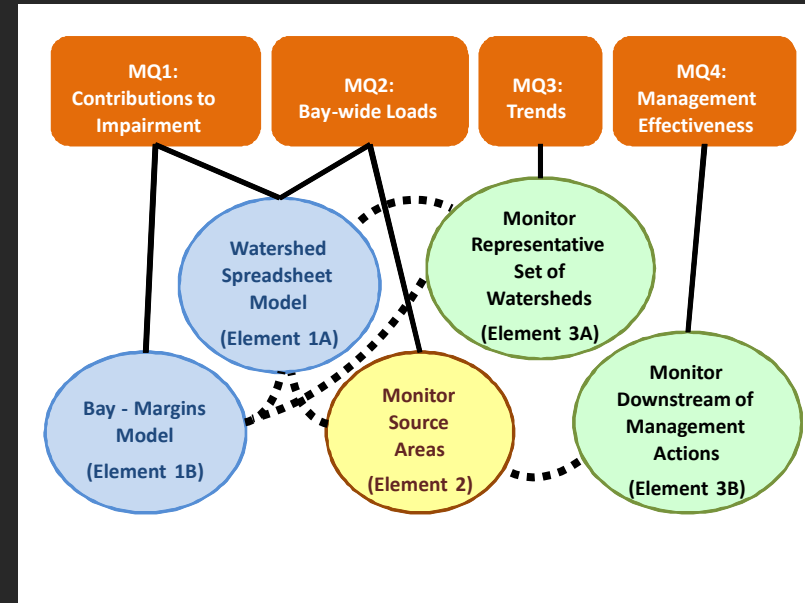 MQ1:
Contributions to
Impairment
MQ2:
Bay-wide Loads
MQ3:
Trends
MQ4:
Management
Effectiveness
Watershed
Spreadsheet
Model
(Element 1A)
Monitor
Representative
Set of
Watersheds
(Element 3A)
Bay - Margins
Model
(Element 1B)
Monitor
Source
Areas
(Element 2)
Monitor
Downstream of
Management
Actions
(Element 3B)